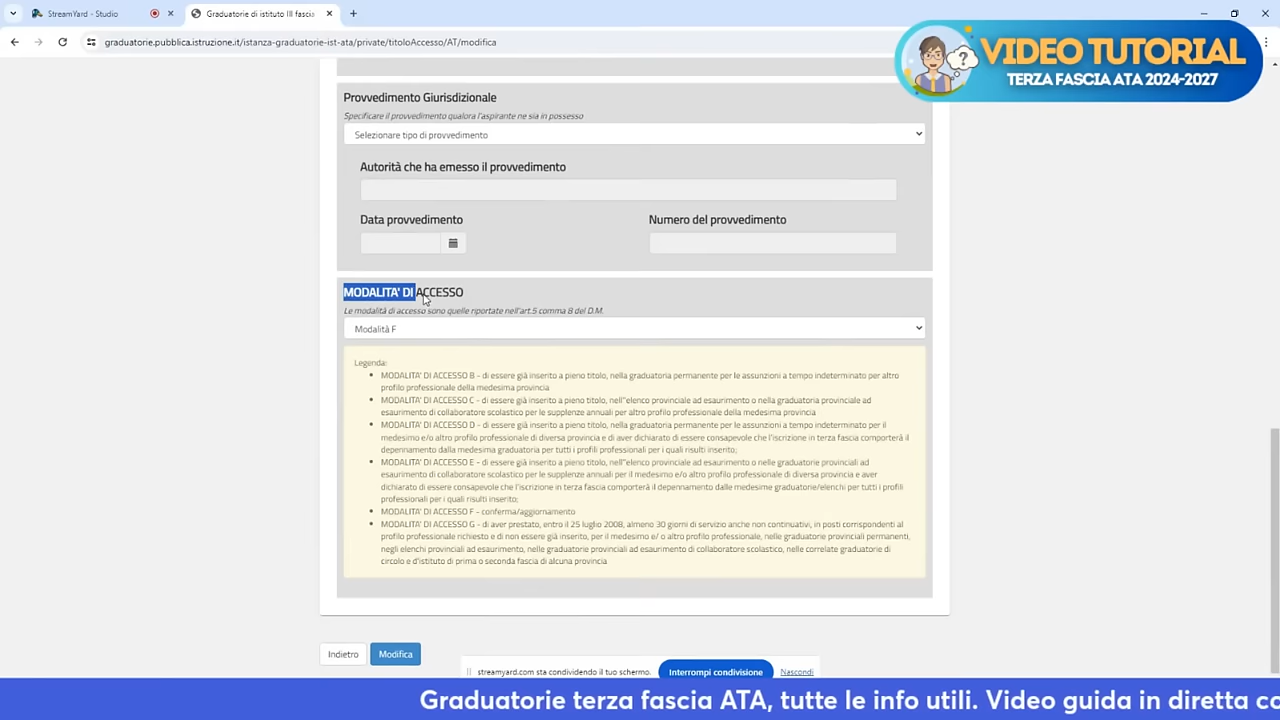 StreamYard - Studio
Graduatorie di istituto III fascia
graduatorie.pubblica.istruzione.it/istanza-graduatorie-ist-ata/private/titoloAccesso/AT/modifica
VIDEO TUTORIAL
TERZA FASCIA ATA 2024-2027
Provvedimento Giurisdizionale
Specificare il provvedimento qualora l'aspirante ne sia in possesso
Selezionare tipo di provvedimento
Autorità che ha emesso il provvedimento
Data provvedimento
Numero del provvedimento
MODALITA' DI ACCESSO
Le modalità di accesso sono quelle riportate nell'art.5 comma 8 del D.M.
Modalità F
Legenda:
MODALITA' DI ACCESSO B - di essere già inserito a pieno titolo, nella graduatoria permanente per le assunzioni a tempo indeterminato per altro
profilo professionale della medesima provincia
MODALITA' DI ACCESSO C - di essere già inserito a pieno titolo, nell''elenco provinciale ad esaurimento o nella graduatoria provinciale ad
esaurimento di collaboratore scolastico per le supplenze annuali per altro profilo professionale della medesima provincia
MODALITA' DI ACCESSO D - di essere già inserito a pieno titolo, nella graduatoria permanente per le assunzioni a tempo indeterminato per il
medesimo e/o altro profilo professionale di diversa provincia e di aver dichiarato di essere consapevole che l'iscrizione in terza fascia comporterà il
depennamento dalla medesima graduatoria per tutti i profili professionali per i quali risulti inserito;
MODALITA' DI ACCESSO E - di essere già inserito a pieno titolo, nell''elenco provinciale ad esaurimento o nelle graduatorie provinciali ad
esaurimento di collaboratore scolastico per le supplenze annuali per il medesimo e/o altro profilo professionale di diversa provincia e aver
dichiarato di essere consapevole che l'iscrizione in terza fascia comporterà il depennamento dalle medesime graduatorie/elenchi per tutti i profili
professionali per i quali risulti inserito;
MODALITA' DI ACCESSO F - conferma/aggiornamento
MODALITA' DI ACCESSO G - di aver prestato, entro il 25 luglio 2008, almeno 30 giorni di servizio anche non continuativi, in posti corrispondenti al
profilo professionale richiesto e di non essere già inserito, per il medesimo e/ o altro profilo professionale, nelle graduatorie provinciali permanenti,
negli elenchi provinciali ad esaurimento, nelle graduatorie provinciali ad esaurimento di collaboratore scolastico, nelle correlate graduatorie di
circolo e d'istituto di prima o seconda fascia di alcuna provincia
Indietro
Modifica
streamyard.com sta condividendo il tuo schermo.
Interrompi condivisione
Nascondi
Graduatorie terza fascia ATA, tutte le info utili. Video guida in diretta co